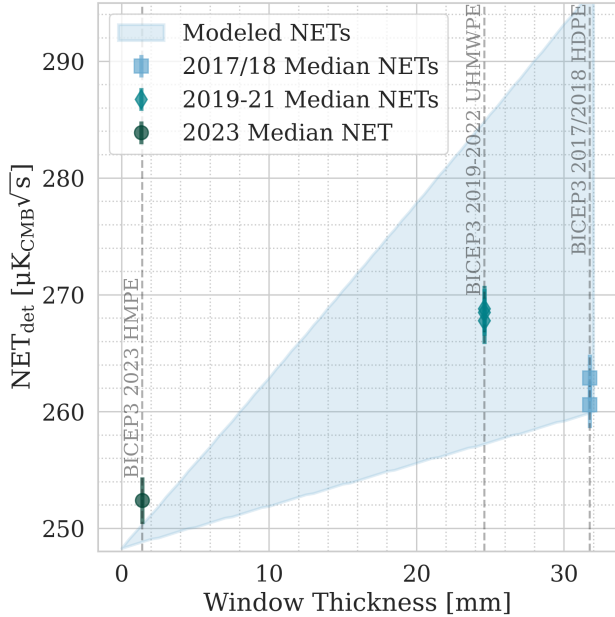 Modeled NETs
2017/18 Median NETs
2019-21 Median NETs
2023 Median NET
BICEP3 2023 HMPE
BICEP3 2019-2022 UHMWPE
BICEP3 2017/2018 HDPE
NET_det [µK_CMB√s]
290
280
270
260
250
0
10
20
30
Window Thickness [mm]